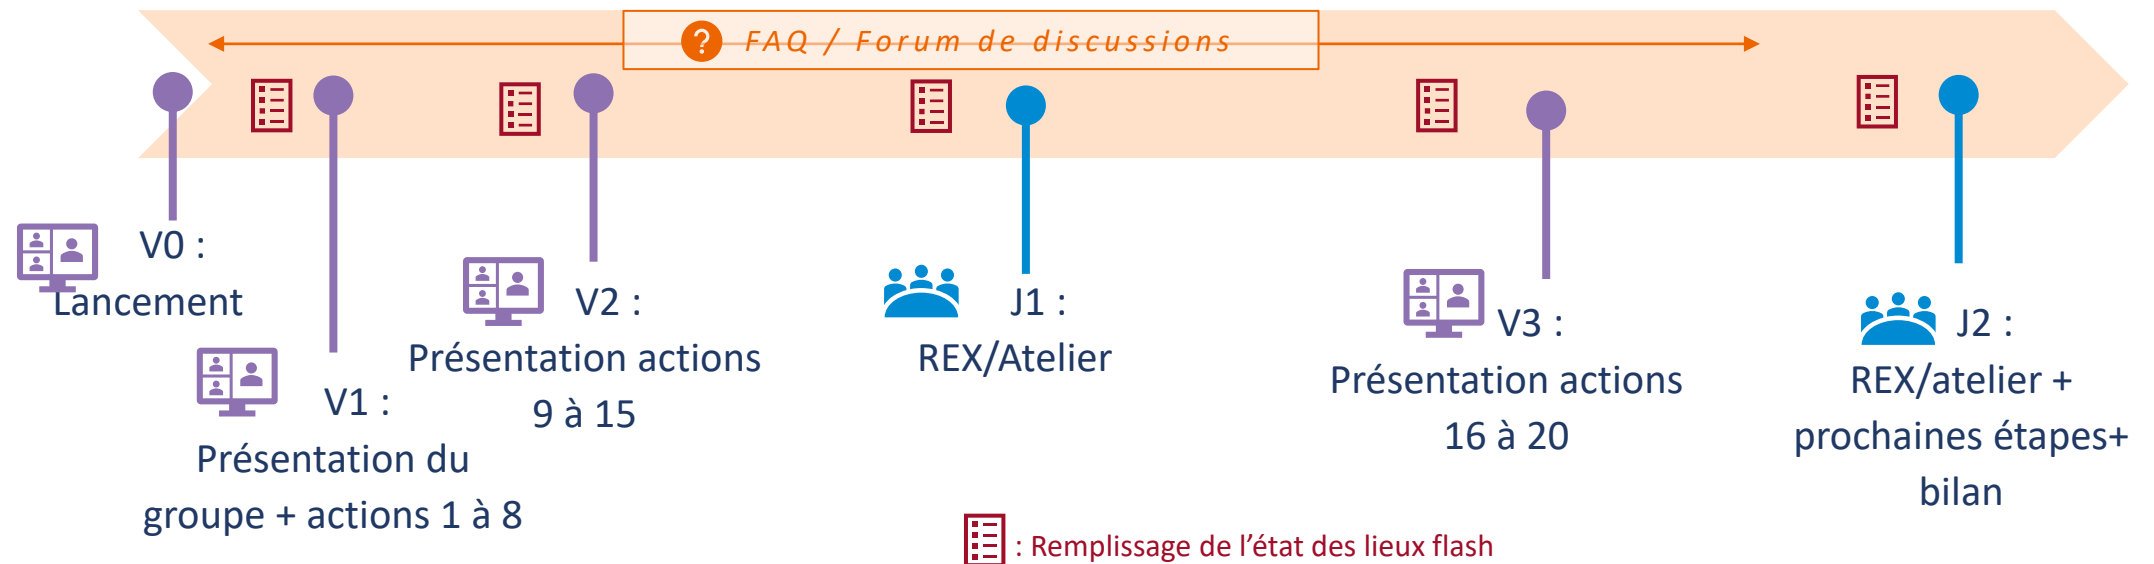 ? FAQ / Forum de discussions
V0 :
Lancement
V1 :
Présentation du
groupe + actions 1 à 8
V2 :
Présentation actions
9 à 15
J1 :
REX/Atelier
V3 :
Présentation actions
16 à 20
J2 :
REX/atelier +
prochaines étapes+
bilan
: Remplissage de l’état des lieux flash